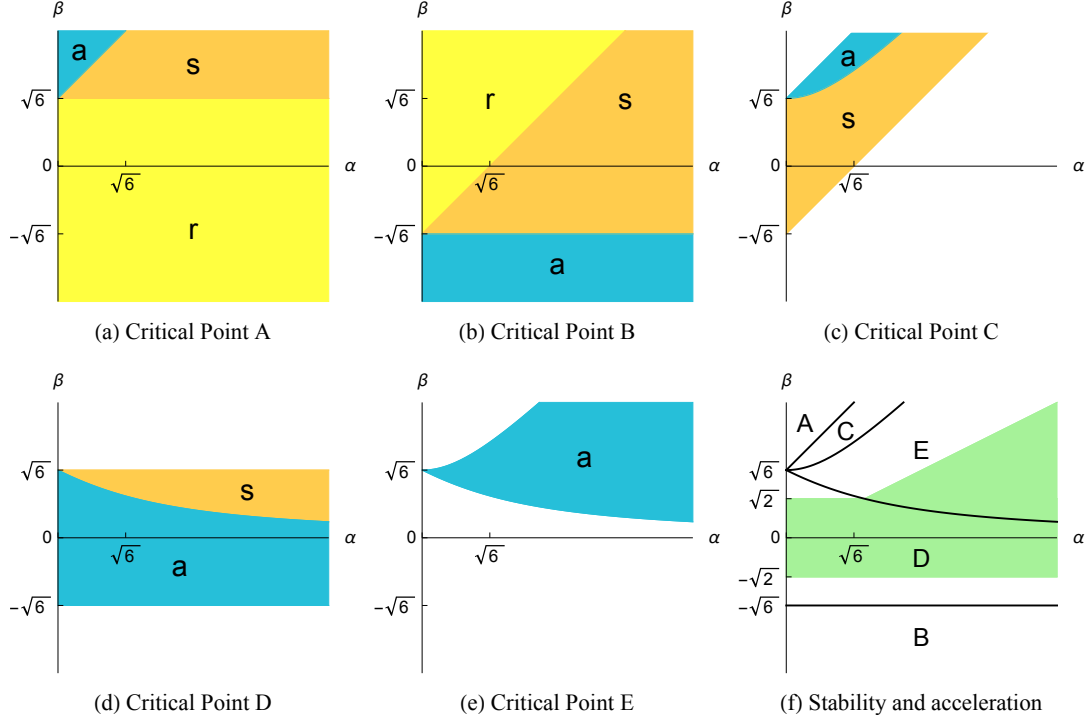 β
β
β
a
s
√6
0
α
√6
−√6
r
(a) Critical Point A
r
s
√6
0
α
√6
−√6
a
(b) Critical Point B
a
√6
s
0
α
√6
−√6
(c) Critical Point C
β
β
β
√6
s
0
α
√6
a
−√6
(d) Critical Point D
a
√6
0
α
√6
−√6
(e) Critical Point E
A
C
E
√6
√2
0
α
√6
D
−√2
−√6
B
(f) Stability and acceleration